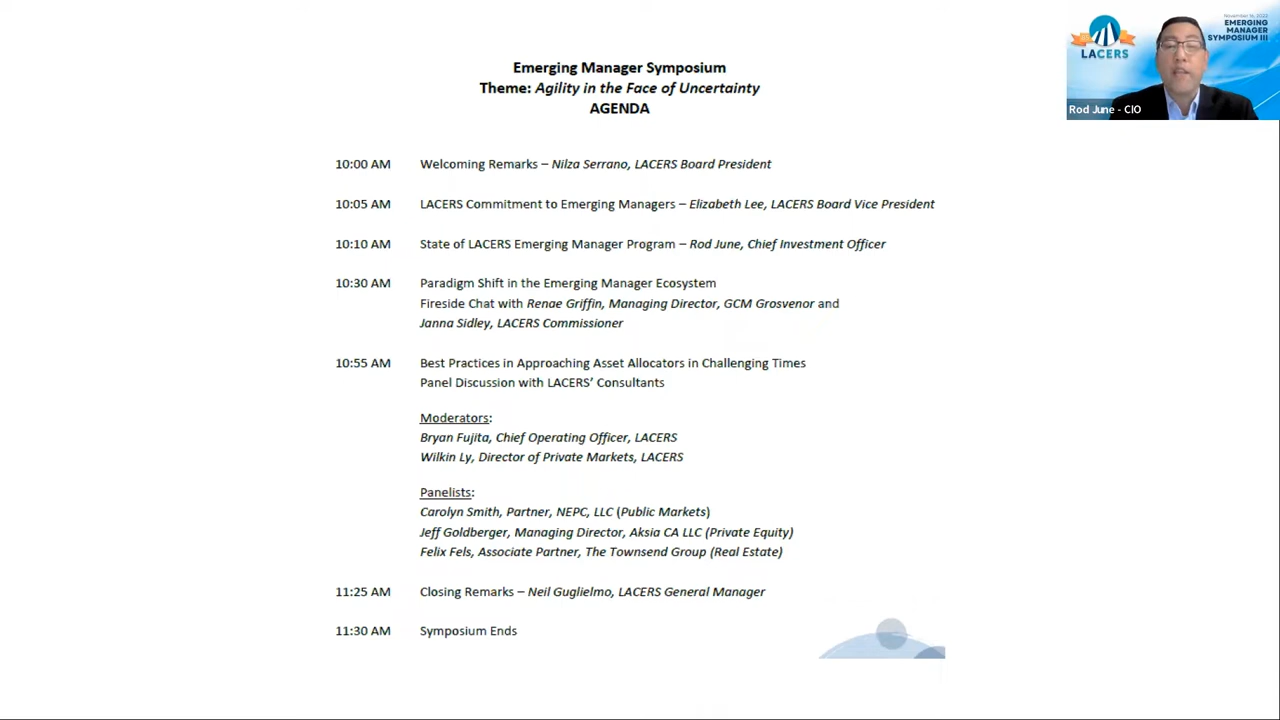 Emerging Manager Symposium
Theme: Agility in the Face of Uncertainty
AGENDA
10:00 AM Welcoming Remarks – Nilza Serrano, LACERS Board President
10:05 AM LACERS Commitment to Emerging Managers – Elizabeth Lee, LACERS Board Vice President
10:10 AM State of LACERS Emerging Manager Program – Rod June, Chief Investment Officer
10:30 AM Paradigm Shift in the Emerging Manager Ecosystem
Fireside Chat with Renae Griffin, Managing Director, GCM Grosvenor and
Janna Sidley, LACERS Commissioner
10:55 AM Best Practices in Approaching Asset Allocators in Challenging Times
Panel Discussion with LACERS’ Consultants
Moderators:
Bryan Fujita, Chief Operating Officer, LACERS
Wilkin Ly, Director of Private Markets, LACERS
Panelists:
Carolyn Smith, Partner, NEPC, LLC (Public Markets)
Jeff Goldberger, Managing Director, Aksia CA LLC (Private Equity)
Felix Fels, Associate Partner, The Townsend Group (Real Estate)
11:25 AM Closing Remarks – Neil Guglielmo, LACERS General Manager
11:30 AM Symposium Ends
LACERS
EMERGING
MANAGER
SYMPOSIUM III
Rod June - CIO